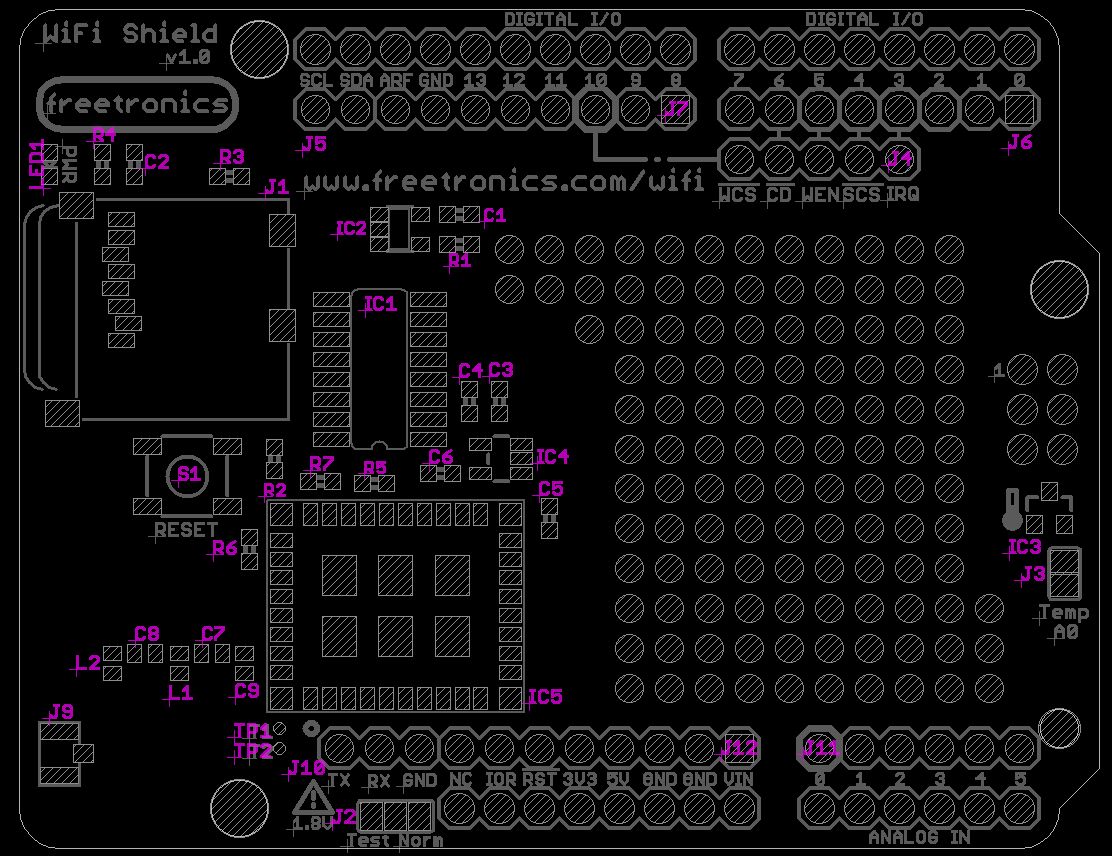 WiFi Shield
v1.0
freetronics
DIGITAL I/O
DIGITAL I/O
SCL SDA ARF GND 13 12 11 10 9 8
7 6 5 4 3 2 1 0
J7
J5
J6
J4
LED1
PWR
R4
C2
R3
J1
www.freetronics.com/wifi
WCS CD WEN SCS IRQ
IC2
C1
R1
IC1
C4
C3
1
R7
R5
C6
IC4
S1
R2
C5
RESET
R6
IC3
J3
Temp
A0
C8
C7
L2
L1
C9
IC5
J9
TP1
TP2
J12
J11
J10
TX RX GND NC IOR RST 3V3 5V GND GND VIN
0 1 2 3 4 5
J2
1.8V
Test Norm
ANALOG IN